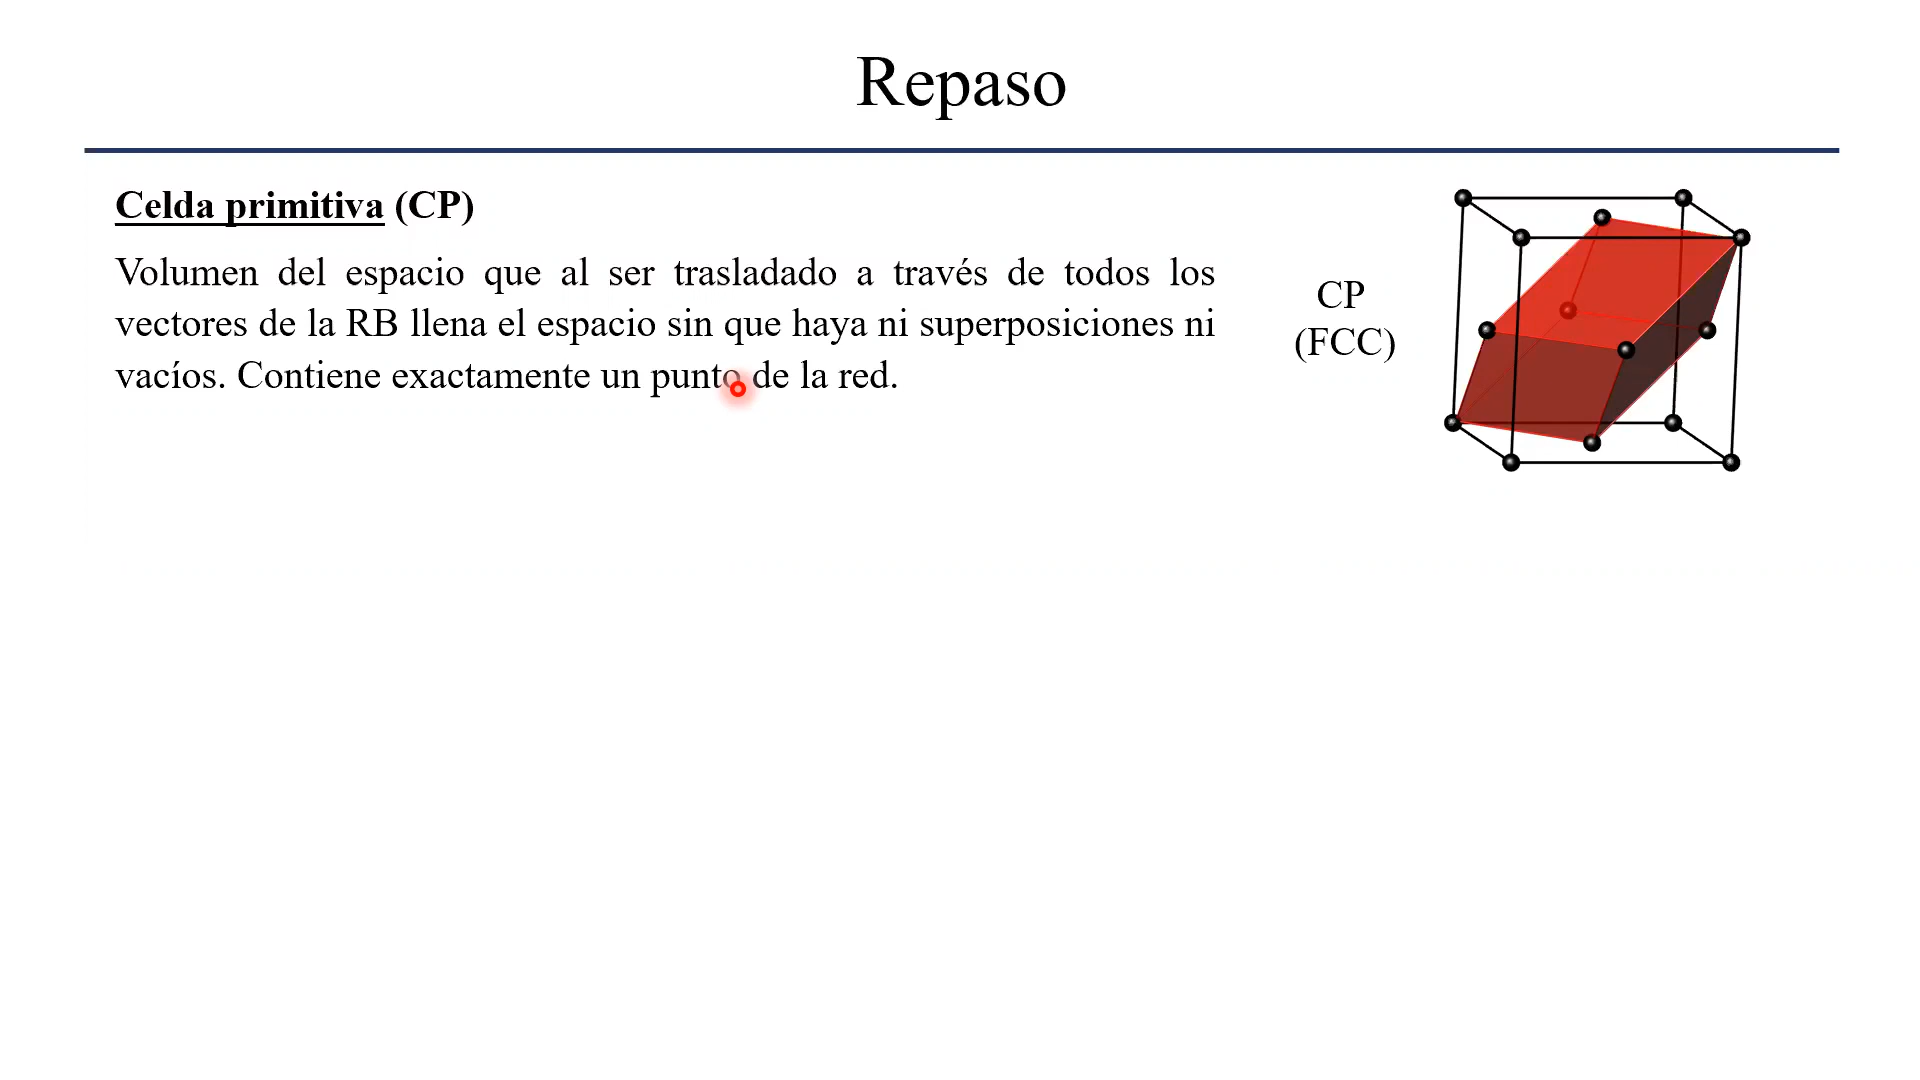 Repaso
Celda primitiva (CP)
Volumen del espacio que al ser trasladado a través de todos los
vectores de la RB llena el espacio sin que haya ni superposiciones ni
vacíos. Contiene exactamente un punto de la red.
CP
(FCC)